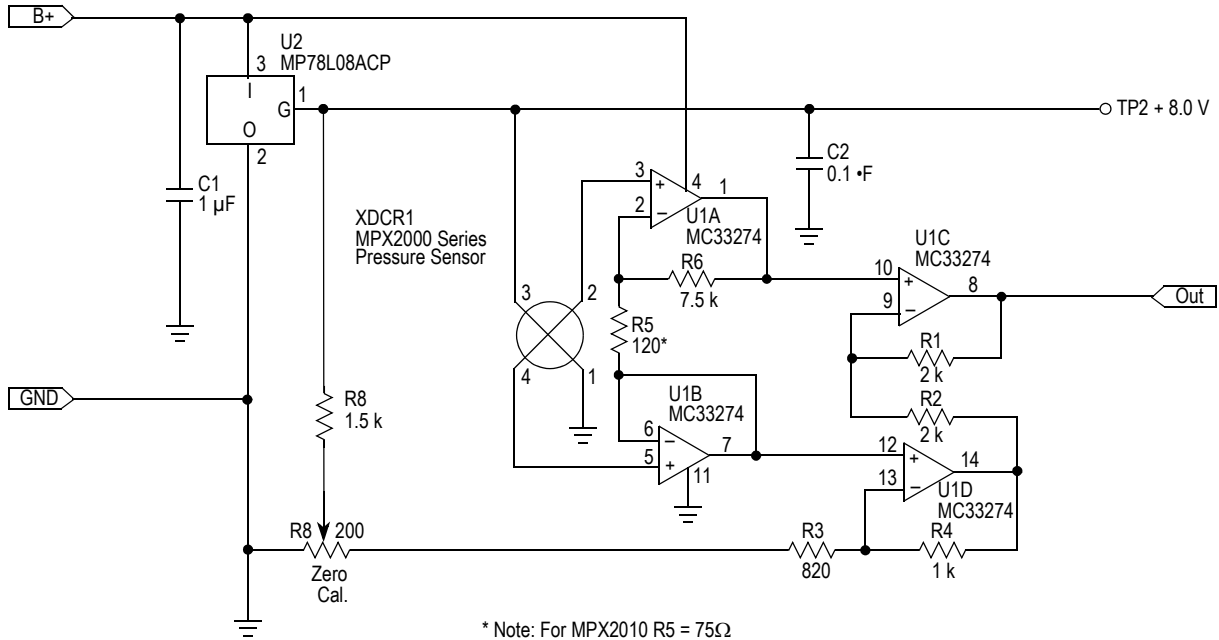 B+
U2
MP78L08ACP
3
I
G
1
O
2
TP2 + 8.0 V
C1
1 µF
C2
0.1 •F
XDCR1
MPX2000 Series
Pressure Sensor
3
2
4
1
3
+
4
1
2
–
U1A
MC33274
R6
7.5 k
R5
120*
U1B
MC33274
6
–
7
5
+
11
U1C
MC33274
10
+
8
9
–
Out
R1
2 k
R2
2 k
12
+
14
13
–
U1D
MC33274
GND
R8
1.5 k
R8
200
Zero
Cal.
R3
820
R4
1 k
* Note: For MPX2010 R5 = 75Ω